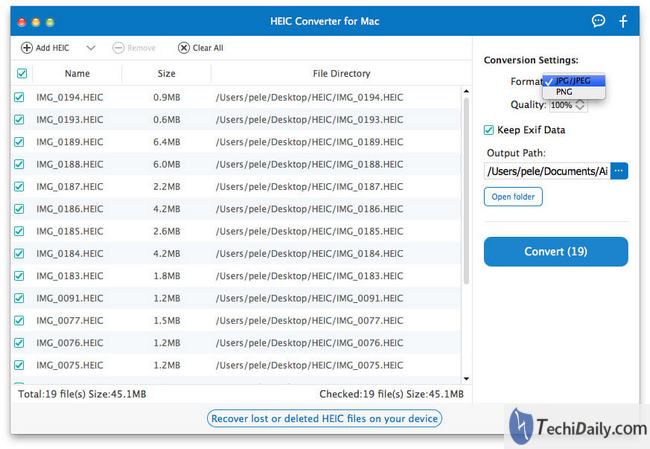 HEIC Converter for Mac
Add HEIC Remove Clear All
Name Size File Directory
IMG_0194.HEIC 0.9MB /Users/pele/Desktop/HEIC/IMG_0194.HEIC
IMG_0193.HEIC 0.6MB /Users/pele/Desktop/HEIC/IMG_0193.HEIC
IMG_0189.HEIC 6.4MB /Users/pele/Desktop/HEIC/IMG_0189.HEIC
IMG_0188.HEIC 6.0MB /Users/pele/Desktop/HEIC/IMG_0188.HEIC
IMG_0187.HEIC 2.2MB /Users/pele/Desktop/HEIC/IMG_0187.HEIC
IMG_0186.HEIC 4.2MB /Users/pele/Desktop/HEIC/IMG_0186.HEIC
IMG_0185.HEIC 2.6MB /Users/pele/Desktop/HEIC/IMG_0185.HEIC
IMG_0184.HEIC 4.2MB /Users/pele/Desktop/HEIC/IMG_0184.HEIC
IMG_0183.HEIC 1.8MB /Users/pele/Desktop/HEIC/IMG_0183.HEIC
IMG_0091.HEIC 1.2MB /Users/pele/Desktop/HEIC/IMG_0091.HEIC
IMG_0077.HEIC 1.5MB /Users/pele/Desktop/HEIC/IMG_0077.HEIC
IMG_0076.HEIC 1.2MB /Users/pele/Desktop/HEIC/IMG_0076.HEIC
IMG_0075.HEIC 1.2MB /Users/pele/Desktop/HEIC/IMG_0075.HEIC
Total:19 file(s) Size:45.1MB Checked:19 file(s) Size:45.1MB
Recover lost or deleted HEIC files on your device
Conversion Settings:
Format JPG/JPEG
PNG
Quality: 100%
Keep Exif Data
Output Path:
/Users/pele/Documents/Ai ...
Open folder
Convert (19)
TechiDaily.com